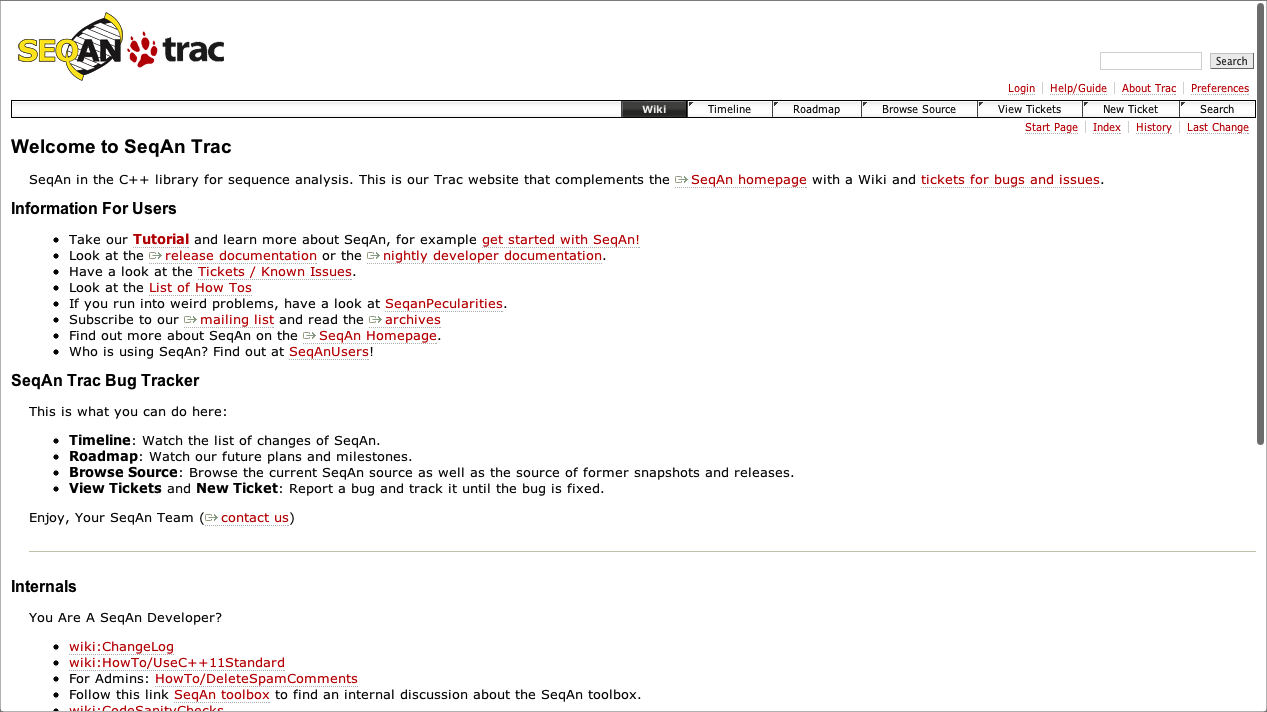 SEQAN trac
Search
Login Help/Guide About Trac Preferences
Wiki Timeline Roadmap Browse Source View Tickets New Ticket Search
Start Page Index History Last Change
Welcome to SeqAn Trac
SeqAn in the C++ library for sequence analysis. This is our Trac website that complements the SeqAn homepage with a Wiki and tickets for bugs and issues.
Information For Users
• Take our Tutorial and learn more about SeqAn, for example get started with SeqAn!
• Look at the release documentation or the nightly developer documentation.
• Have a look at the Tickets / Known Issues.
• Look at the List of How Tos
• If you run into weird problems, have a look at SeqanPecularities.
• Subscribe to our mailing list and read the archives
• Find out more about SeqAn on the SeqAn Homepage.
• Who is using SeqAn? Find out at SeqAnUsers!
SeqAn Trac Bug Tracker
This is what you can do here:
• Timeline: Watch the list of changes of SeqAn.
• Roadmap: Watch our future plans and milestones.
• Browse Source: Browse the current SeqAn source as well as the source of former snapshots and releases.
• View Tickets and New Ticket: Report a bug and track it until the bug is fixed.
Enjoy, Your SeqAn Team (contact us)
Internals
You Are A SeqAn Developer?
• wiki:ChangeLog
• wiki:HowTo/UseC++11Standard
• For Admins: HowTo/DeleteSpamComments
• Follow this link SeqAn toolbox to find an internal discussion about the SeqAn toolbox.
• wiki:CodeSanityChecks